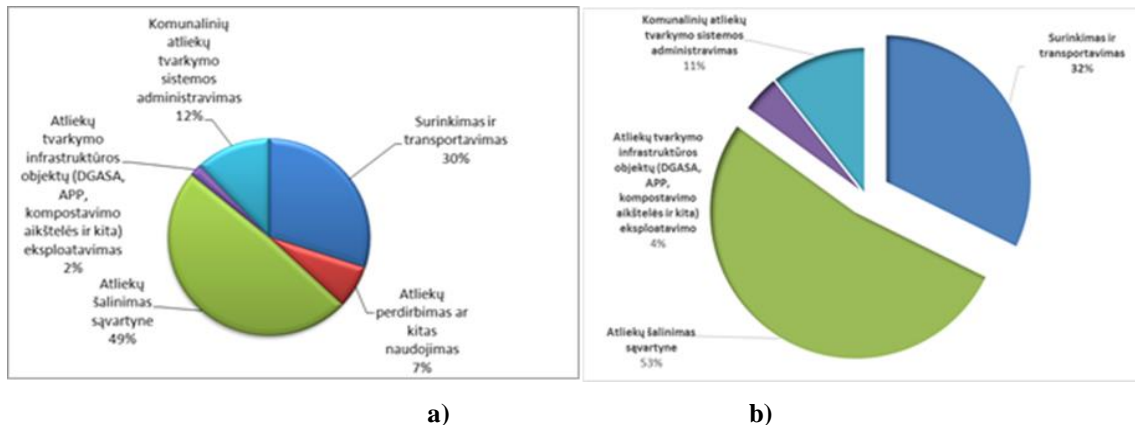 Komunalinių
atliekų
tvarkymo
sistemos
administravimas
12%
Surinkimas ir
transportavimas
30%
Atliekų
tvarkymo
infrastruktūros
objektų (DGASA,
APP,
kompostavimo
aikštelės ir kita)
eksploatavimas
2%
Atliekų
šalinimas
sąvartyne
49%
Atliekų
perdirbimas ar
kitas
naudojimas
7%
Komunalinių atliekų
tvarkymo sistemos
administravimas
11%
Surinkimas ir
transportavimas
32%
Atliekų tvarkymo
infrastruktūros
objektų (DGASA,
APP,
kompostavimo
aikštelės ir kita)
eksploatavimo
4%
Atliekų šalinimas
sąvartyne
53%
a)
b)